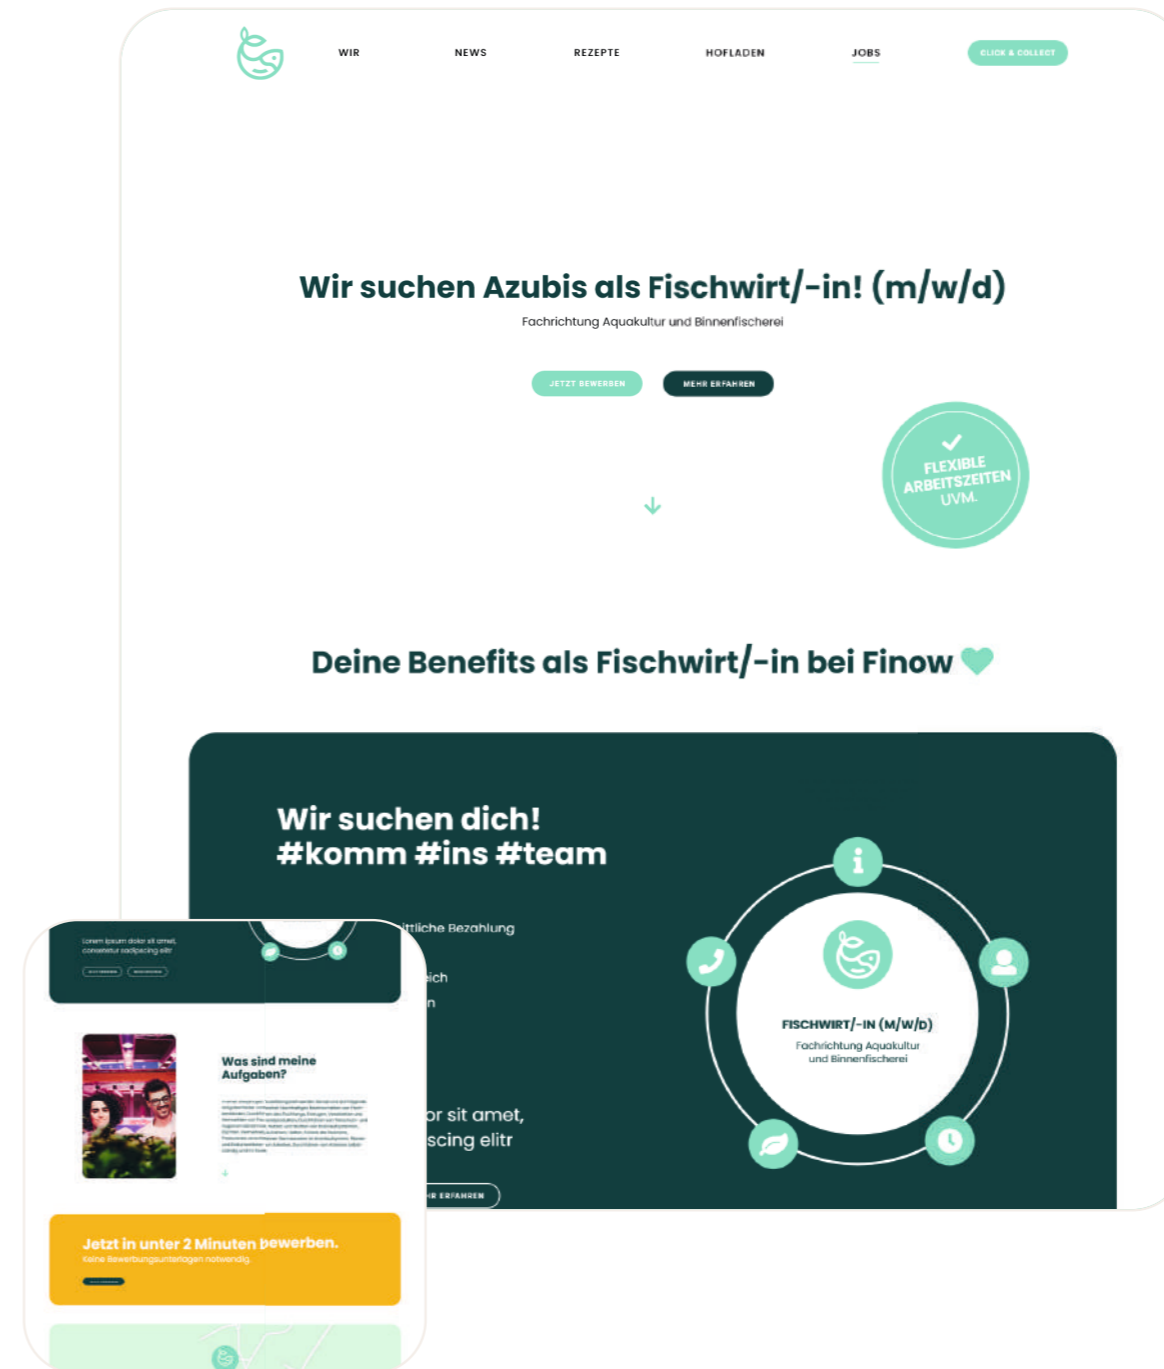 WIR
NEWS
REZEPTE
HOFLADEN
JOBS
CLICK & COLLECT
Wir suchen Azubis als Fischwirt/-in! (m/w/d)
Fachrichtung Aquakultur und Binnenfischerei
JETZT BEWERBEN
MEHR ERFAHREN
FLEXIBLE
ARBEITSZEITEN
UVM.
Deine Benefits als Fischwirt/-in bei Finow
Wir suchen dich!
#komm #ins #team
ttliche Bezahlung
ich
n
or sit amet,
scing elitr
HR ERFAHREN
FISCHWIRT/-IN (M/W/D)
Fachrichtung Aquakultur
und Binnenfischerei
Lorem ipsum dolor sit amet,
consetetur sadipscing elitr
Was sind meine
Aufgaben?
Jetzt in unter 2 Minuten bewerben.
Keine Bewerbungsunterlagen notwendig.